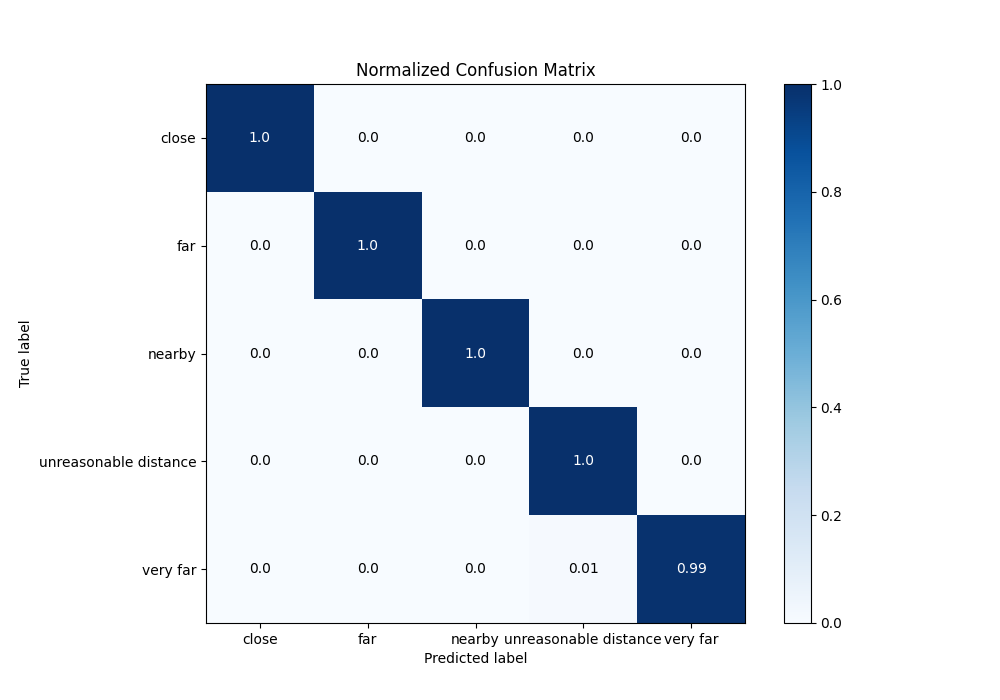 Normalized Confusion Matrix
True label
close 1.0 0.0 0.0 0.0 0.0
far 0.0 1.0 0.0 0.0 0.0
nearby 0.0 0.0 1.0 0.0 0.0
unreasonable distance 0.0 0.0 0.0 1.0 0.0
very far 0.0 0.0 0.0 0.01 0.99
close far nearby unreasonable distance very far
Predicted label
1.0
0.8
0.6
0.4
0.2
0.0